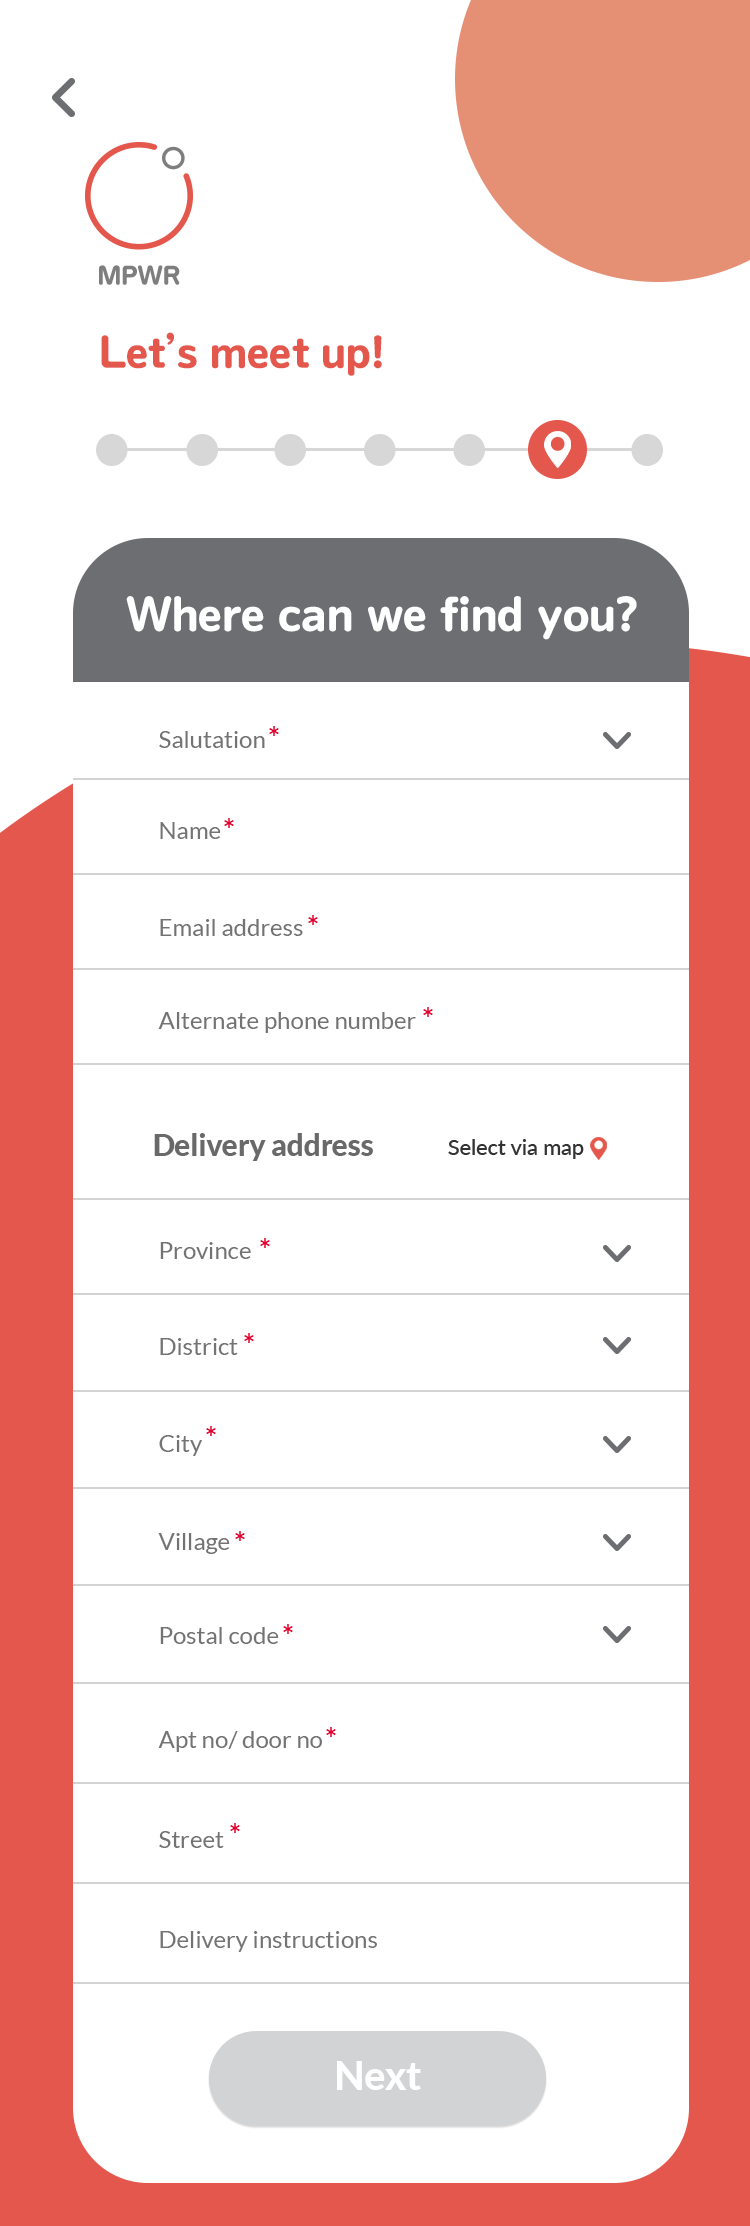 MPWR
Let's meet up!
Where can we find you?
Salutation*
Name*
Email address*
Alternate phone number *
Delivery address
Select via map
Province *
District *
City*
Village*
Postal code*
Apt no/ door no*
Street *
Delivery instructions
Next